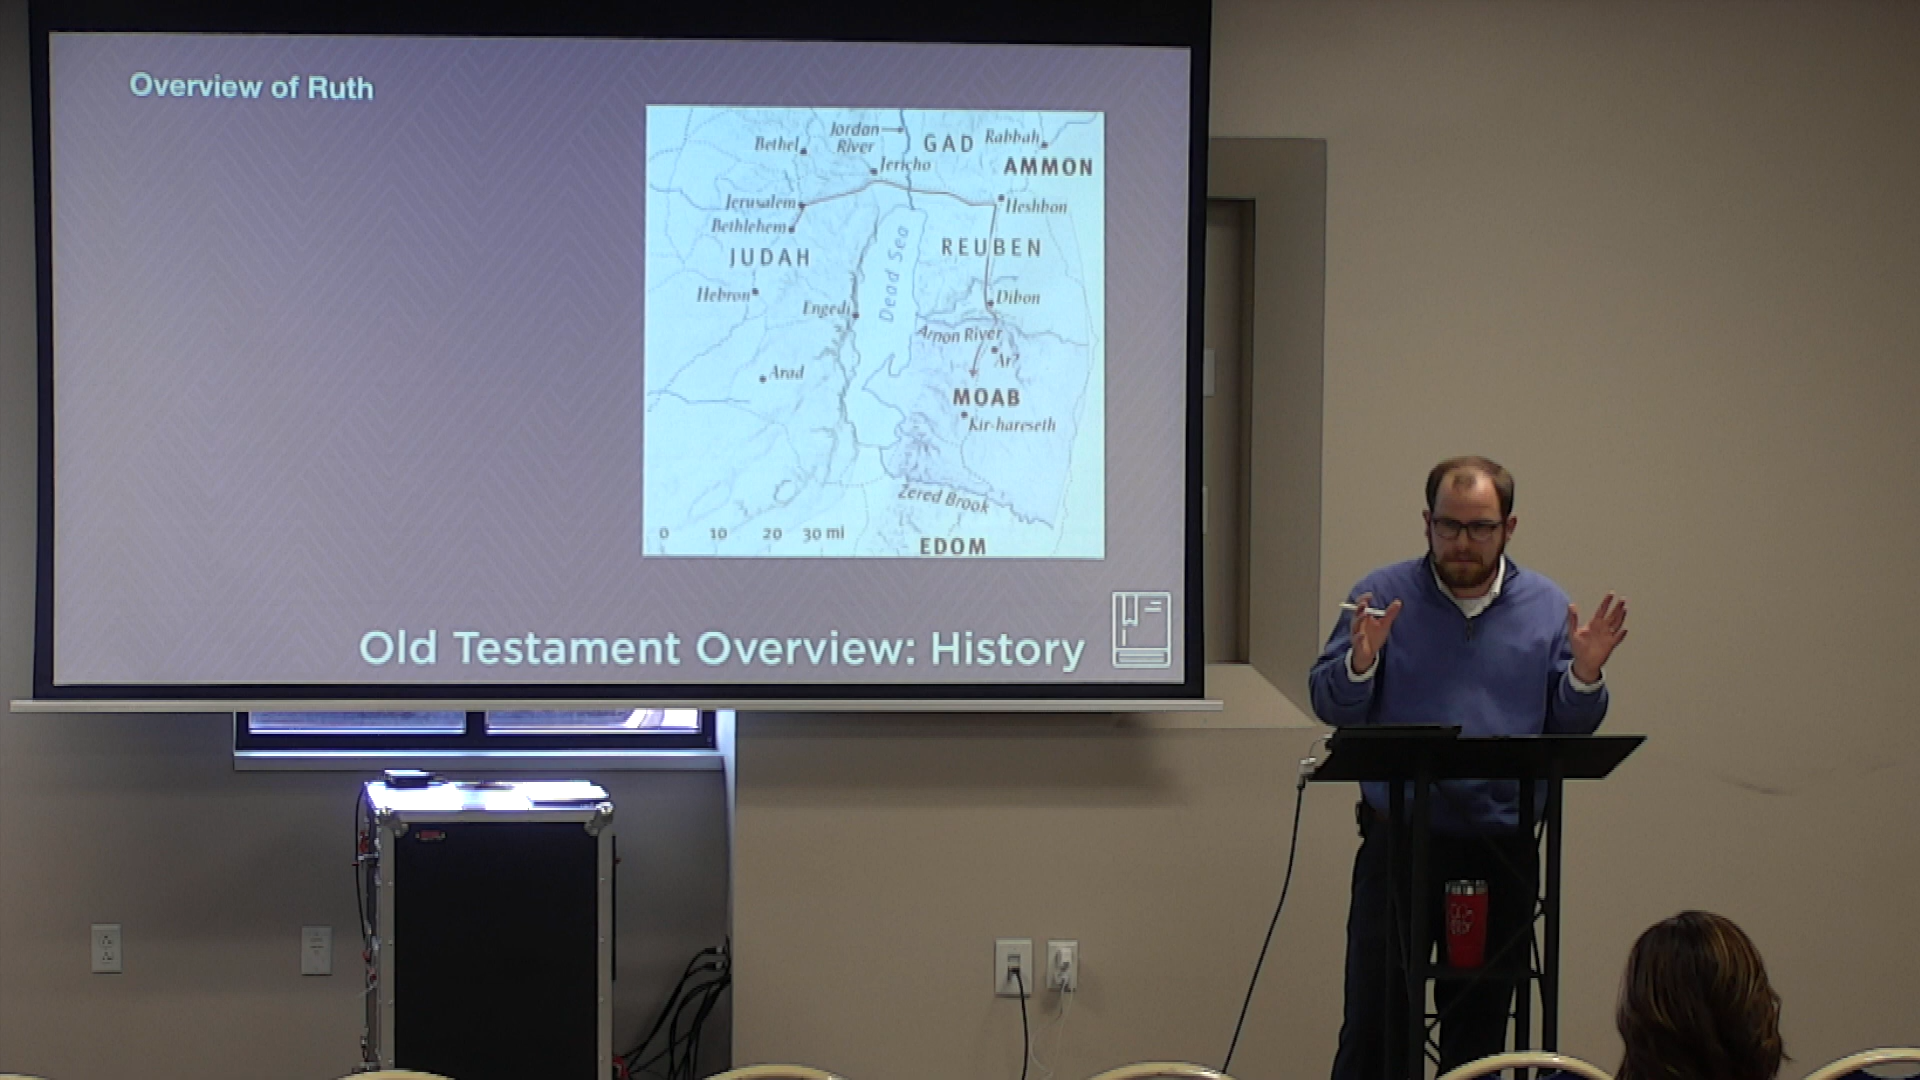 Overview of Ruth
Jordan River
GAD
Rabbah
Bethel
Jericho
AMMON
Jerusalem
Heshbon
Bethlehem
JUDAH
REUBEN
Dead Sea
Hebron
Dibon
Engedi
Arnon River
Ar?
Arad
MOAB
Kir-hareseth
Zered Brook
0 10 20 30 mi
EDOM
Old Testament Overview: History